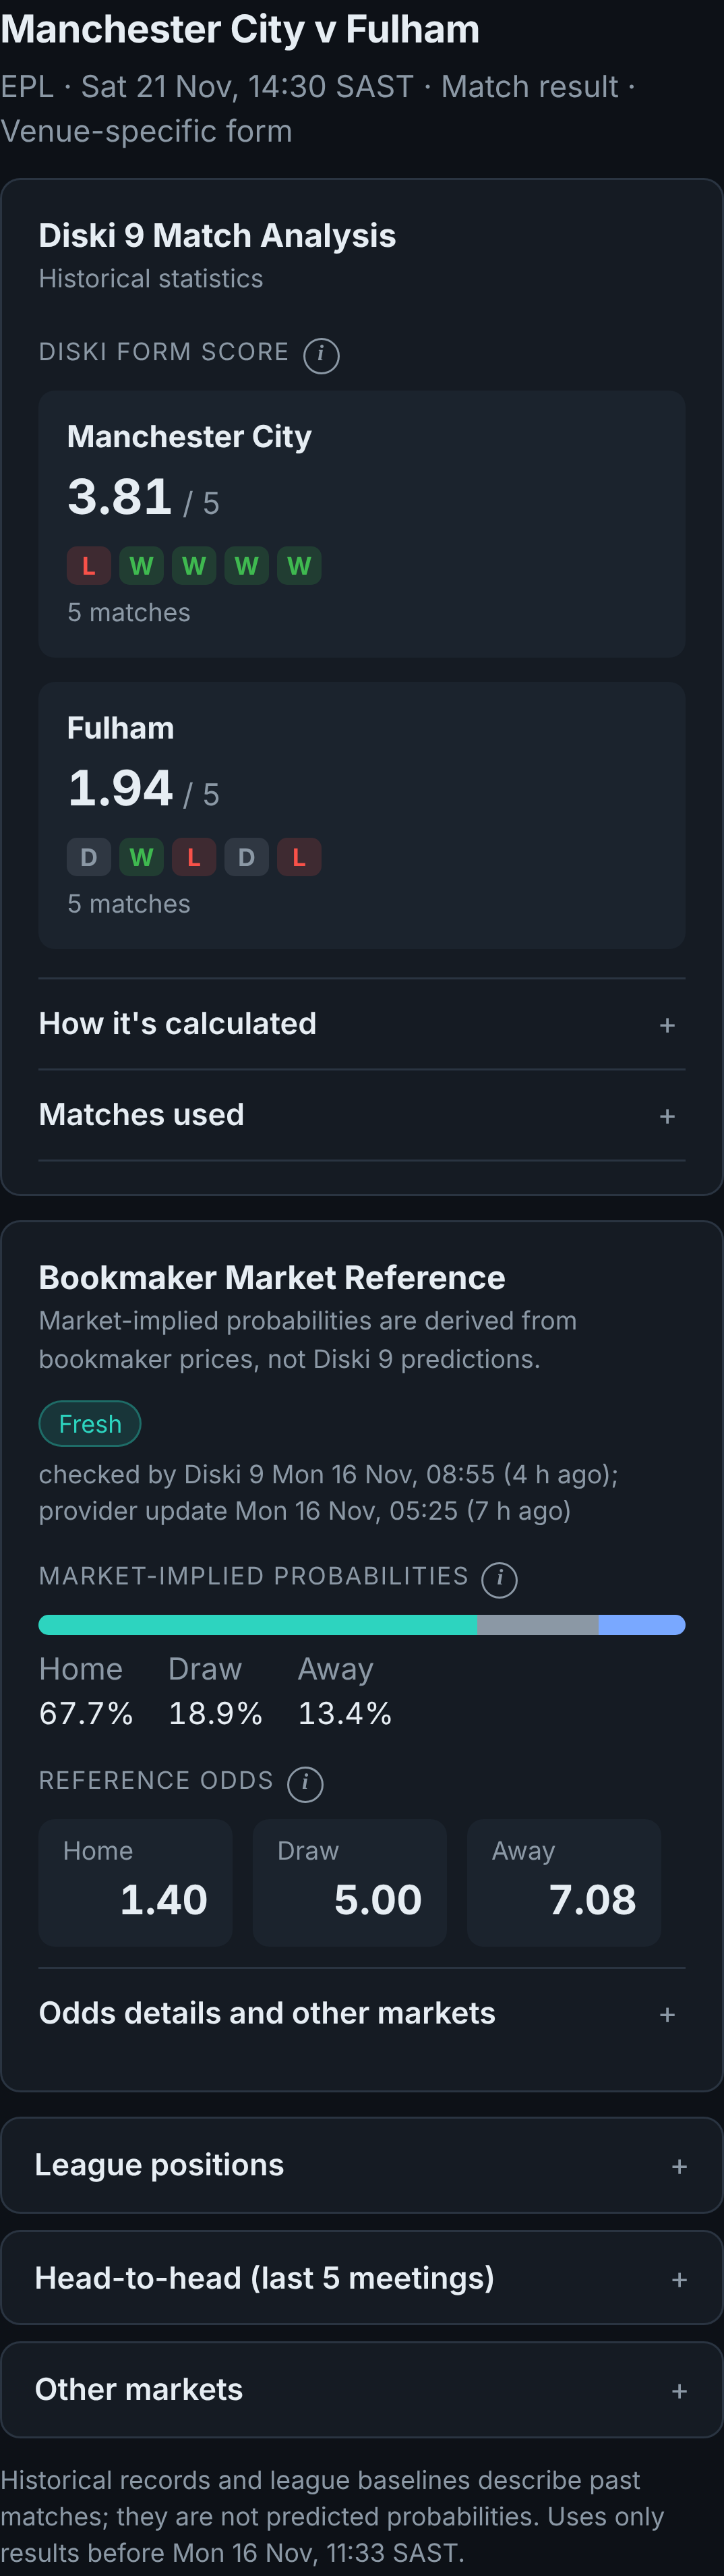 Manchester City v Fulham
EPL · Sat 21 Nov, 14:30 SAST · Match result ·
Venue-specific form
Diski 9 Match Analysis
Historical statistics
DISKI FORM SCORE i
Manchester City
3.81 / 5
L W W W W
5 matches
Fulham
1.94 / 5
D W L D L
5 matches
How it's calculated +
Matches used +
Bookmaker Market Reference
Market-implied probabilities are derived from
bookmaker prices, not Diski 9 predictions.
Fresh
checked by Diski 9 Mon 16 Nov, 08:55 (4 h ago);
provider update Mon 16 Nov, 05:25 (7 h ago)
MARKET-IMPLIED PROBABILITIES i
Home Draw Away
67.7% 18.9% 13.4%
REFERENCE ODDS i
Home Draw Away
1.40 5.00 7.08
Odds details and other markets +
League positions +
Head-to-head (last 5 meetings) +
Other markets +
Historical records and league baselines describe past
matches; they are not predicted probabilities. Uses only
results before Mon 16 Nov, 11:33 SAST.